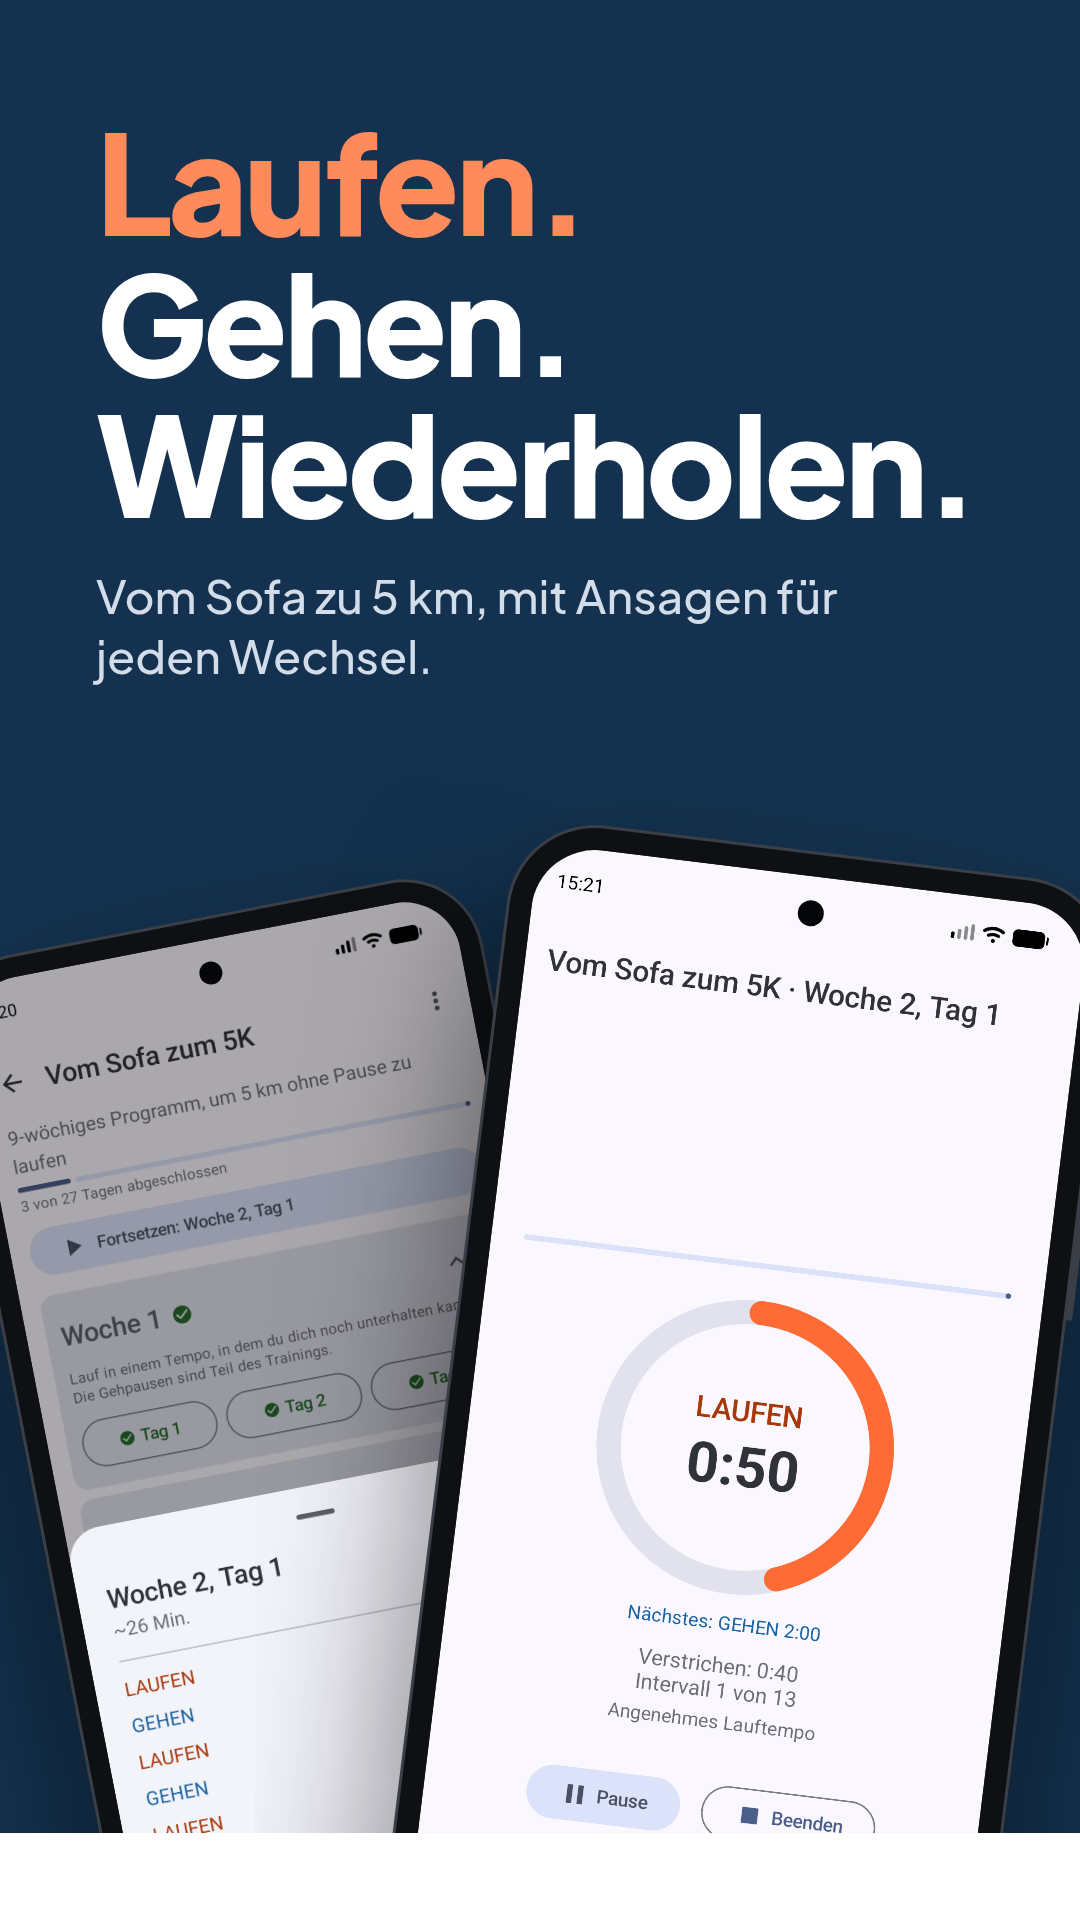 Laufen.
Gehen.
Wiederholen.
Vom Sofa zu 5 km, mit Ansagen für
jeden Wechsel.
20
Vom Sofa zum 5K
9-wöchiges Programm, um 5 km ohne Pause zu
laufen
3 von 27 Tagen abgeschlossen
Fortsetzen: Woche 2, Tag 1
Woche 1
Lauf in einem Tempo, in dem du dich noch unterhalten kan
Die Gehpausen sind Teil des Trainings.
Tag 1
Tag 2
Ta
Woche 2, Tag 1
~26 Min.
LAUFEN
GEHEN
LAUFEN
GEHEN
LAUFEN
15:21
Vom Sofa zum 5K · Woche 2, Tag 1
LAUFEN
0:50
Nächstes: GEHEN 2:00
Verstrichen: 0:40
Intervall 1 von 13
Angenehmes Lauftempo
Pause
Beenden